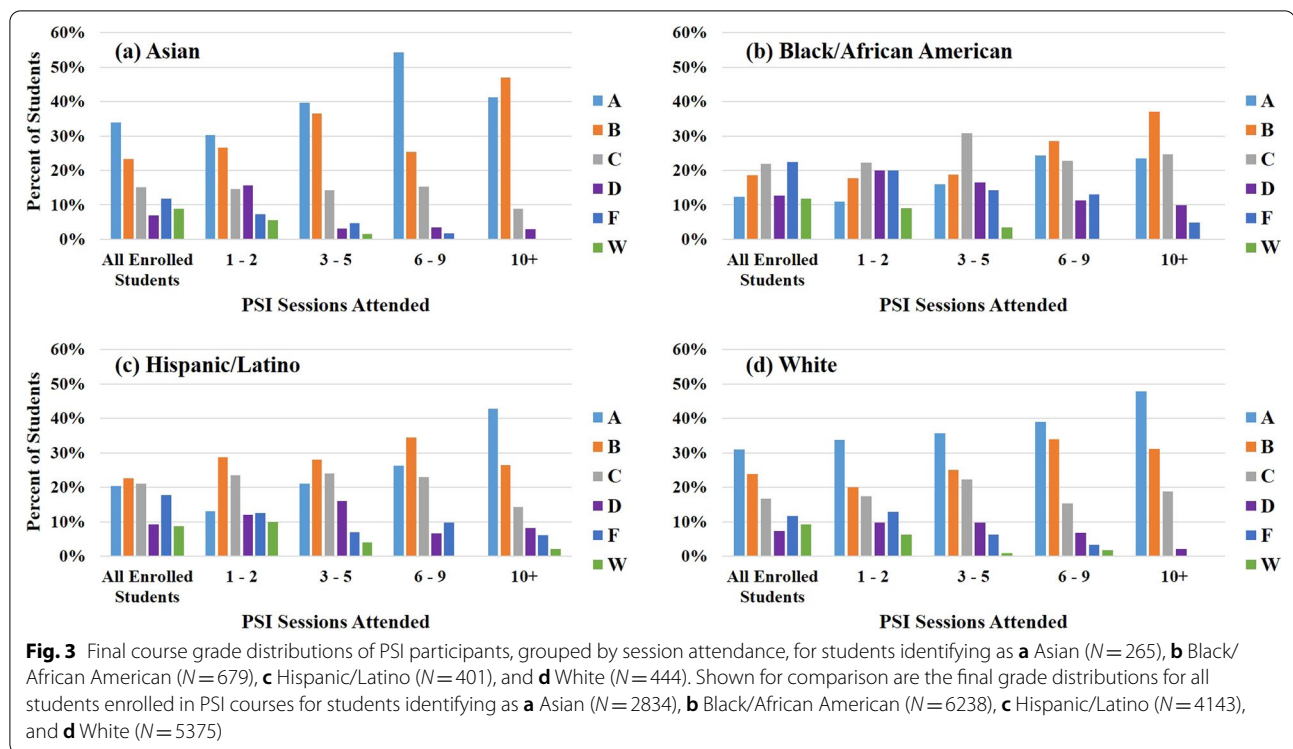 (a) Asian
Percent of Students
60%
50%
40%
30%
20%
10%
0%
All Enrolled
Students
1 - 2
3 - 5
6 - 9
10+
PSI Sessions Attended
A
B
C
D
F
W
(b) Black/African American
60%
50%
40%
30%
20%
10%
0%
All Enrolled
Students
1 - 2
3 - 5
6 - 9
10+
PSI Sessions Attended
A
B
C
D
F
W
(c) Hispanic/Latino
Percent of Students
60%
50%
40%
30%
20%
10%
0%
All Enrolled
Students
1 - 2
3 - 5
6 - 9
10+
PSI Sessions Attended
A
B
C
D
F
W
(d) White
60%
50%
40%
30%
20%
10%
0%
All Enrolled
Students
1 - 2
3 - 5
6 - 9
10+
PSI Sessions Attended
A
B
C
D
F
W
Fig. 3 Final course grade distributions of PSI participants, grouped by session attendance, for students identifying as a Asian (N = 265), b Black/
African American (N = 679), c Hispanic/Latino (N = 401), and d White (N = 444). Shown for comparison are the final grade distributions for all
students enrolled in PSI courses for students identifying as a Asian (N = 2834), b Black/African American (N = 6238), c Hispanic/Latino (N = 4143),
and d White (N = 5375)